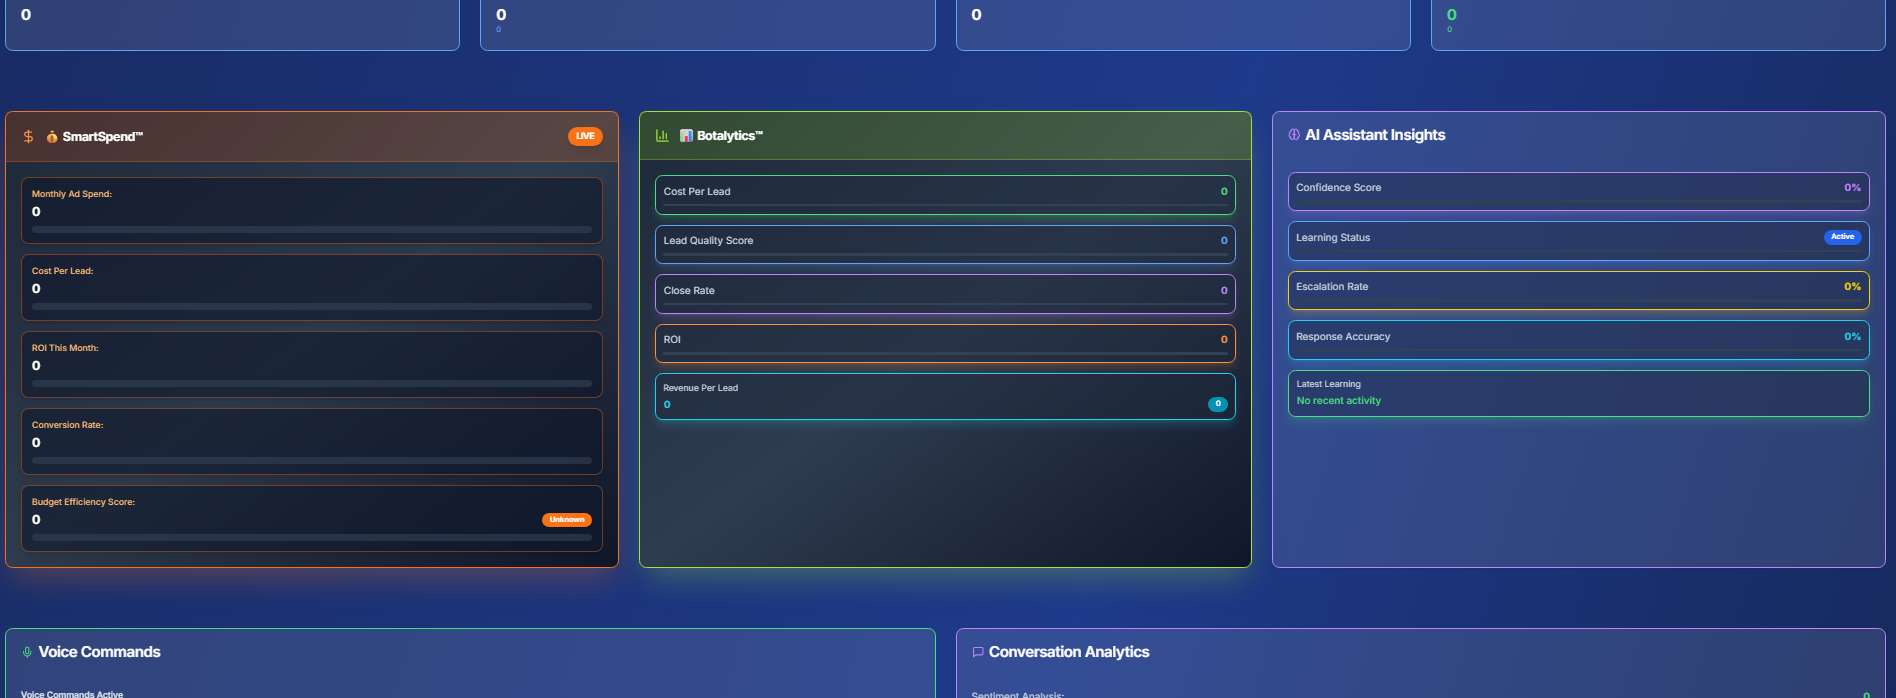 0
0
0
0
0
0
💰 SmartSpend™
LIVE
Monthly Ad Spend:
0
Cost Per Lead:
0
ROI This Month:
0
Conversion Rate:
0
Budget Efficiency Score:
0
Unknown
📊 Botalytics™
Cost Per Lead 0
Lead Quality Score 0
Close Rate 0
ROI 0
Revenue Per Lead
0 0
AI Assistant Insights
Confidence Score 0%
Learning Status Active
Escalation Rate 0%
Response Accuracy 0%
Latest Learning
No recent activity
Voice Commands
Voice Commands Active
Conversation Analytics
Sentiment Analysis: 0